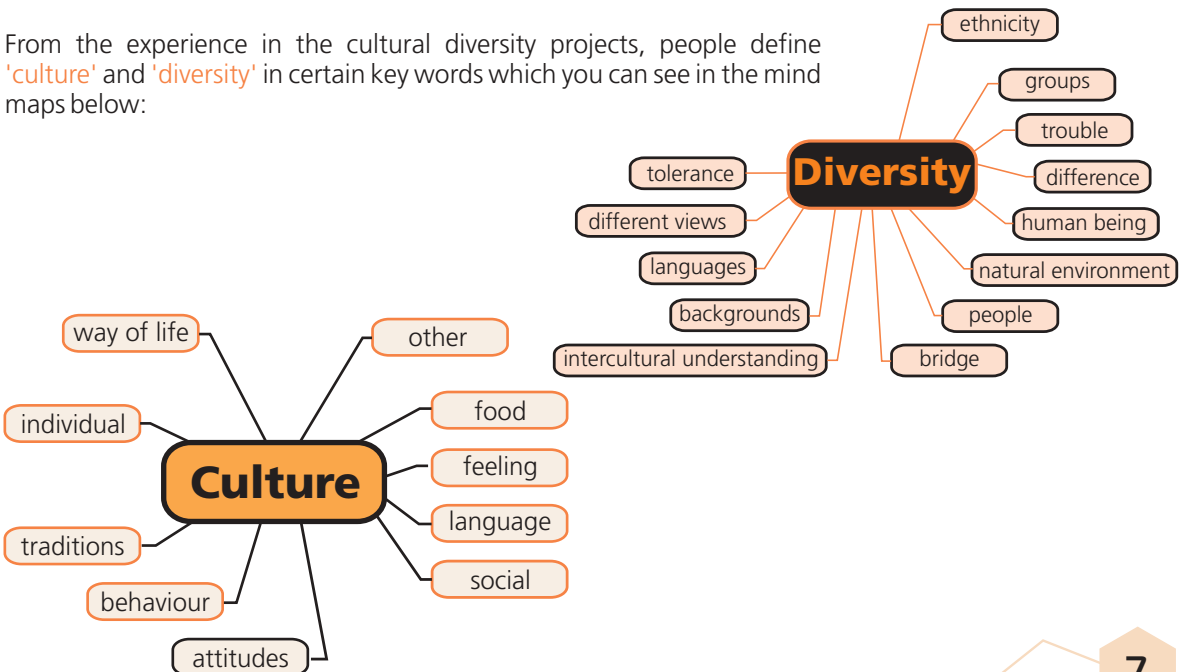 From the experience in the cultural diversity projects, people define
'culture' and 'diversity' in certain key words which you can see in the mind
maps below:
Diversity
ethnicity
groups
trouble
difference
human being
natural environment
people
bridge
intercultural understanding
backgrounds
languages
different views
tolerance
Culture
way of life
other
food
feeling
language
social
attitudes
behaviour
traditions
individual
7